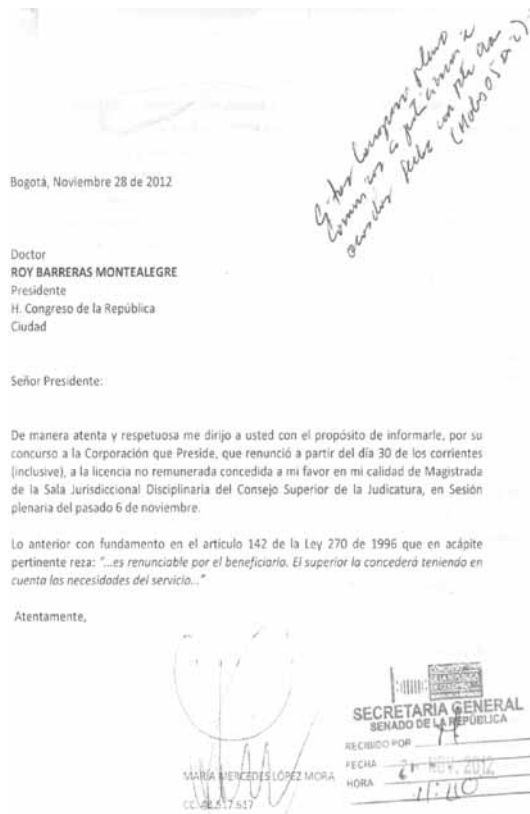 Bogotá, Noviembre 28 de 2012
Doctor
ROY BARRERAS MONTEALEGRE
Presidente
H. Congreso de la República
Ciudad
Señor Presidente:
De manera atenta y respetuosa me dirijo a usted con el propósito de informarle, por su
concurso a la Corporación que Preside, que renunció a partir del día 30 de los corrientes
(inclusive), a la licencia no remunerada concedida a mi favor en mi calidad de Magistrada
de la Sala Jurisdiccional Disciplinaria del Consejo Superior de la Judicatura, en Sesión
plenaria del pasado 6 de noviembre.
Lo anterior con fundamento en el artículo 142 de la Ley 270 de 1996 que en acápite
pertinente reza: "...es renunciable por el beneficiario. El superior la concederá teniendo en
cuenta las necesidades del servicio..."
Atentamente,
MARÍA MERCEDES LÓPEZ MORA
SECRETARIA GENERAL
SENADO DE LA REPÚBLICA
RECIBIDO POR
FECHA NOV. 2012
HORA 11:40